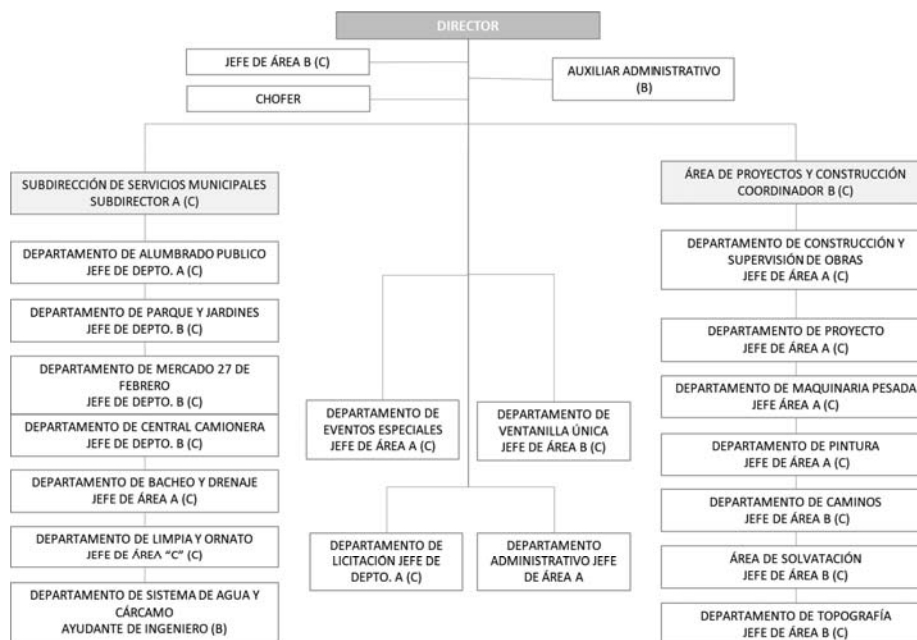 DIRECTOR
JEFE DE ÁREA B (C)
CHOFER
AUXILIAR ADMINISTRATIVO
(B)
SUBDIRECCIÓN DE SERVICIOS MUNICIPALES
SUBDIRECTOR A (C)
DEPARTAMENTO DE ALUMBRADO PUBLICO
JEFE DE DEPTO. A (C)
DEPARTAMENTO DE PARQUE Y JARDINES
JEFE DE DEPTO. B (C)
DEPARTAMENTO DE MERCADO 27 DE
FEBRERO
JEFE DE DEPTO. B (C)
DEPARTAMENTO DE CENTRAL CAMIONERA
JEFE DE DEPTO. B (C)
DEPARTAMENTO DE BACHEO Y DRENAJE
JEFE DE ÁREA A (C)
DEPARTAMENTO DE LIMPIA Y ORNATO
JEFE DE ÁREA “C” (C)
DEPARTAMENTO DE SISTEMA DE AGUA Y
CÁRCAMO
AYUDANTE DE INGENIERO (B)
DEPARTAMENTO DE
EVENTOS ESPECIALES
JEFE DE ÁREA A (C)
DEPARTAMENTO DE
VENTANILLA ÚNICA
JEFE DE ÁREA B (C)
DEPARTAMENTO DE
LICITACIÓN JEFE DE
DEPTO. A (C)
DEPARTAMENTO
ADMINISTRATIVO JEFE
DE ÁREA A
ÁREA DE PROYECTOS Y CONSTRUCCIÓN
COORDINADOR B (C)
DEPARTAMENTO DE CONSTRUCCIÓN Y
SUPERVISIÓN DE OBRAS
JEFE DE ÁREA A (C)
DEPARTAMENTO DE PROYECTO
JEFE DE ÁREA A (C)
DEPARTAMENTO DE MAQUINARIA PESADA
JEFE ÁREA A (C)
DEPARTAMENTO DE PINTURA
JEFE DE ÁREA A (C)
DEPARTAMENTO DE CAMINOS
JEFE DE ÁREA B (C)
ÁREA DE SOLVATACIÓN
JEFE DE ÁREA B (C)
DEPARTAMENTO DE TOPOGRAFÍA
JEFE DE ÁREA B (C)